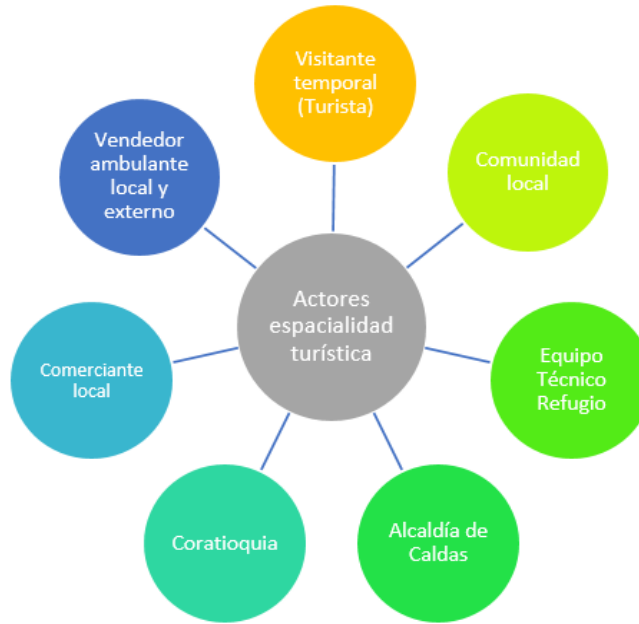 Visitante
temporal
(Turista)
Comunidad
local
Equipo
Técnico
Refugio
Alcaldía de
Caldas
Coratioquia
Comerciante
local
Vendedor
ambulante
local y
externo
Actores
espacialidad
turística